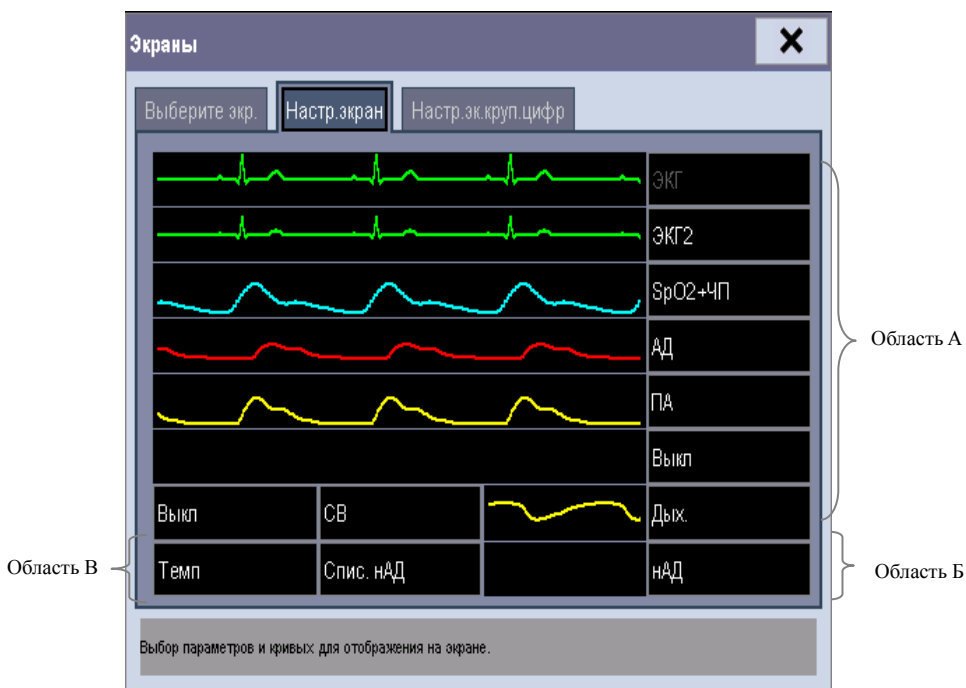 Экраны
Выберите экр.
Настр.экран
Настр.эк.круп.цифр
ЭКГ
ЭКГ2
SpO2+ЧП
АД
ПА
Выкл
Выкл СВ Дых.
Темп Спис. нАД нАД
Область А
Область В
Область Б
Выбор параметров и кривых для отображения на экране.